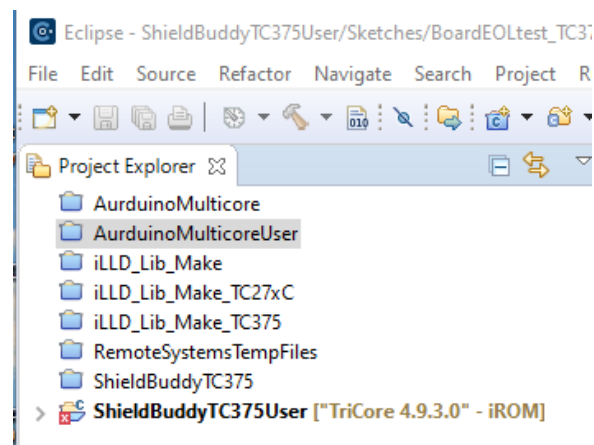 Eclipse - ShieldBuddyTC375User/Sketches/BoardEOLtest_TC37
File Edit Source Refactor Navigate Search Project R
010
Project Explorer
AurduinoMulticore
AurduinoMulticoreUser
iLLD_Lib_Make
iLLD_Lib_Make_TC27xC
iLLD_Lib_Make_TC375
RemoteSystemsTempFiles
ShieldBuddyTC375
ShieldBuddyTC375User ["TriCore 4.9.3.0" - iROM]